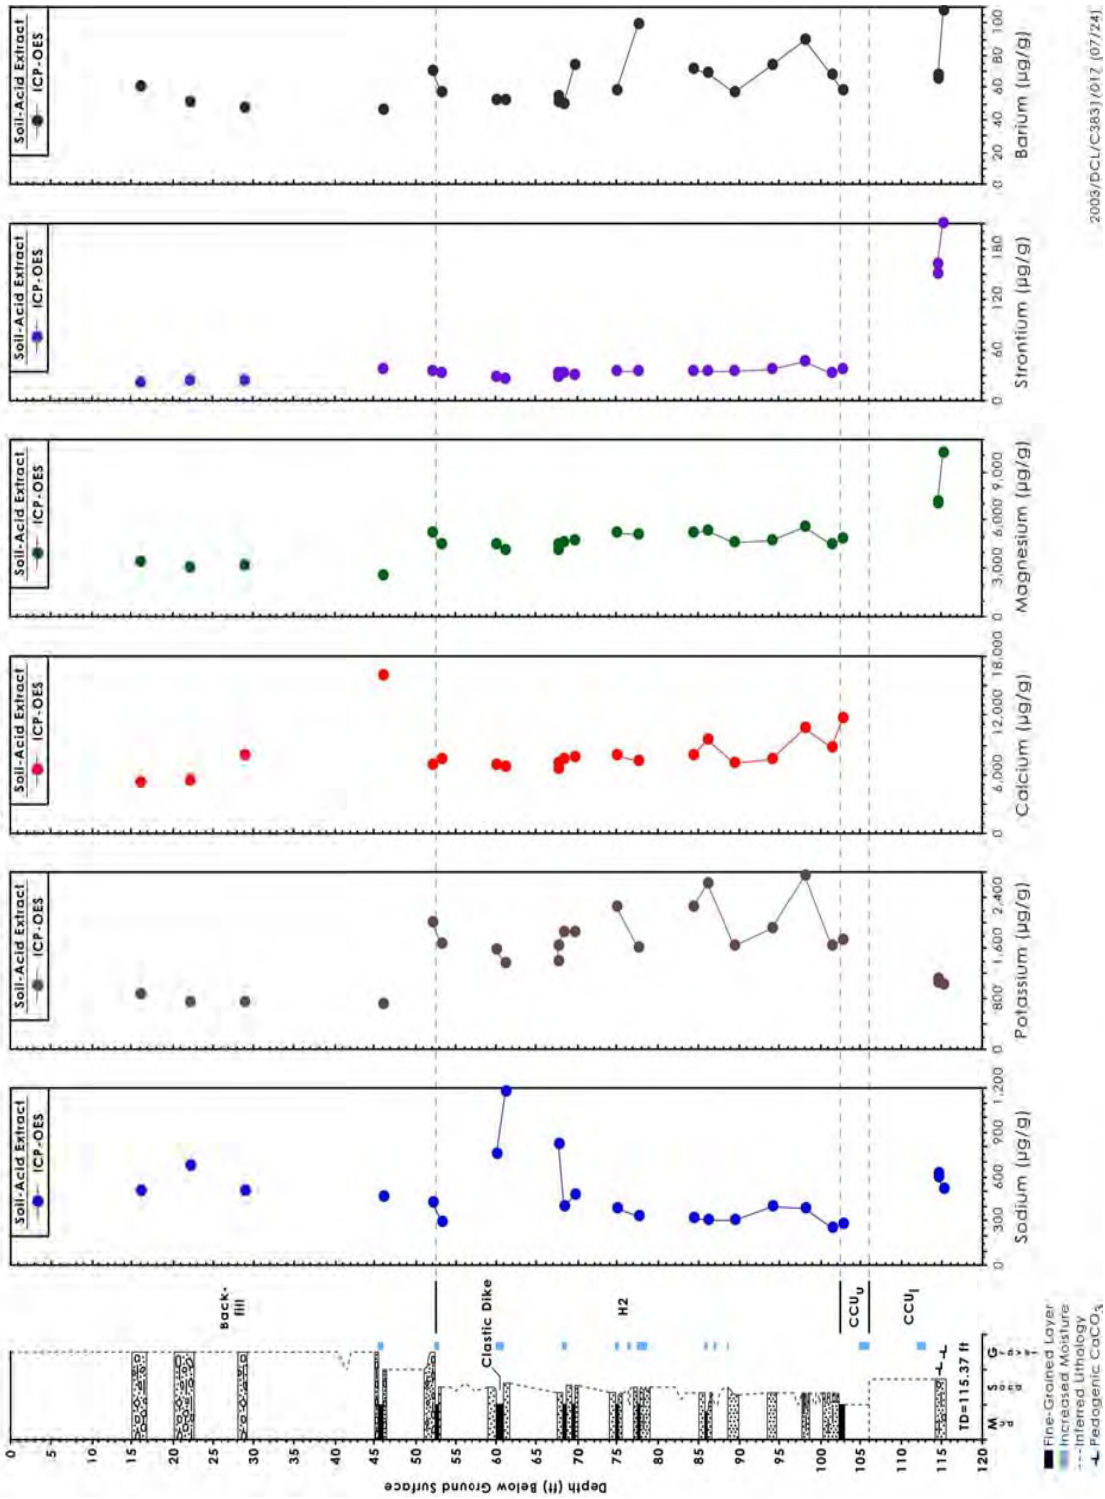 Depth (ft) Below Ground Surface
0
5
10
15
20
25
30
35
40
45
50
55
60
65
70
75
80
85
90
95
100
105
110
115
120
Back-
fill
Clastic Dike
H2
CCUu
CCUl
Mud
Sand
Gravel
TD=115.37 ft
Fine-Grained Layer
Increased Moisture
Inferred Lithology
Pedogenic CaCO3
Soil-Acid Extract
ICP-OES
0
300
600
900
1,200
Sodium (µg/g)
Soil-Acid Extract
ICP-OES
0
800
1,600
2,400
Potassium (µg/g)
Soil-Acid Extract
ICP-OES
0
6,000
12,000
18,000
Calcium (µg/g)
Soil-Acid Extract
ICP-OES
0
3,000
6,000
9,000
Magnesium (µg/g)
Soil-Acid Extract
ICP-OES
0
60
120
180
Strontium (µg/g)
Soil-Acid Extract
ICP-OES
0
20
40
60
80
100
Barium (µg/g)
2003/DCL/C3831/017 (07/24)